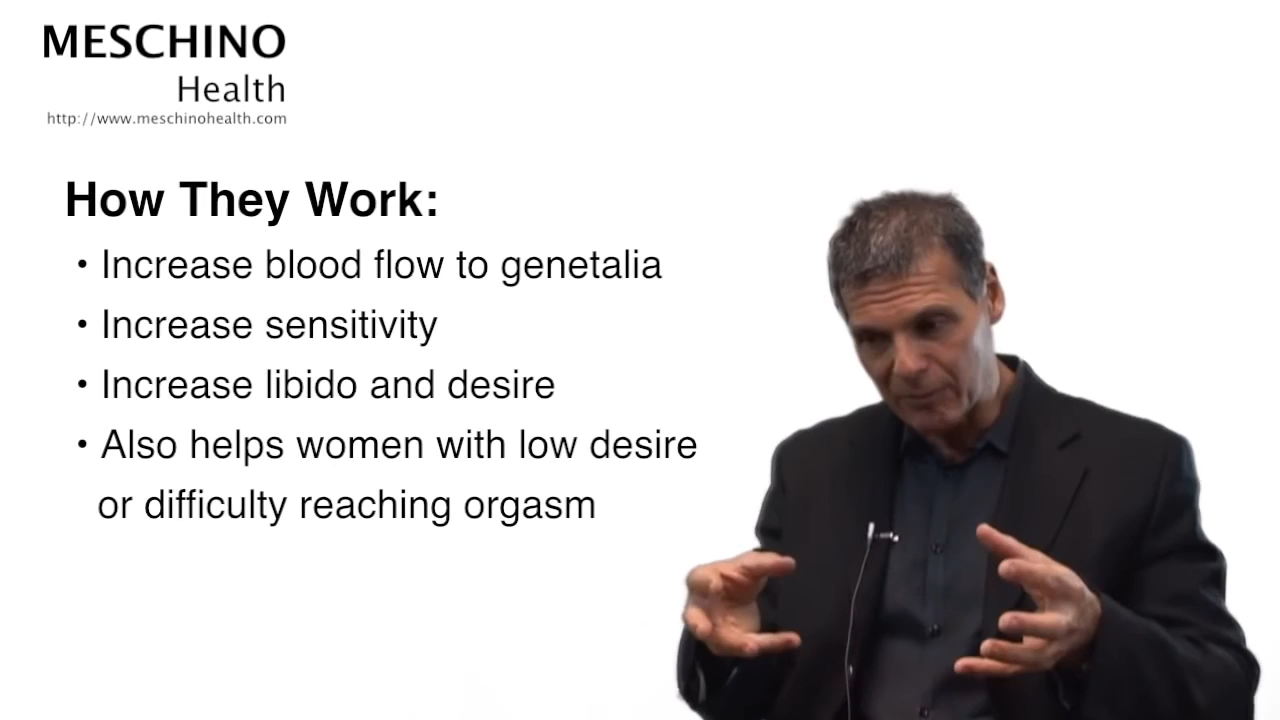 MESCHINO
Health
http://www.meschinohealth.com
How They Work:
• Increase blood flow to genetalia
• Increase sensitivity
• Increase libido and desire
• Also helps women with low desire
or difficulty reaching orgasm